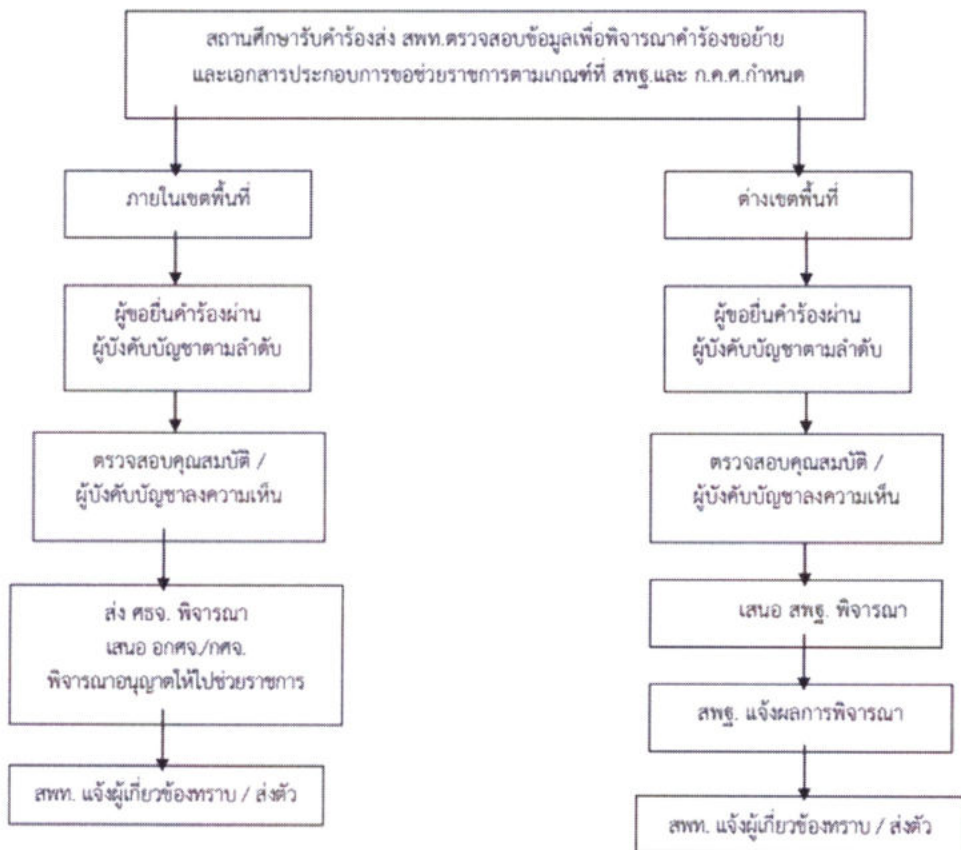 สถานศึกษารับคำร้องส่ง สพท.ตรวจสอบข้อมูลเพื่อพิจารณาคำร้องขอย้าย
และเอกสารประกอบการขอช่วยราชการตามเกณฑ์ที่ สพฐ.และ ก.ค.ศ.กำหนด
ภายในเขตพื้นที่
ผู้ขอยื่นคำร้องผ่าน
ผู้บังคับบัญชาตามลำดับ
ตรวจสอบคุณสมบัติ /
ผู้บังคับบัญชาลงความเห็น
ส่ง ศธจ. พิจารณา
เสนอ อกศจ./กศจ.
พิจารณาอนุญาตให้ไปช่วยราชการ
สพท. แจ้งผู้เกี่ยวข้องทราบ / ส่งตัว
ต่างเขตพื้นที่
ผู้ขอยื่นคำร้องผ่าน
ผู้บังคับบัญชาตามลำดับ
ตรวจสอบคุณสมบัติ /
ผู้บังคับบัญชาลงความเห็น
เสนอ สพฐ. พิจารณา
สพฐ. แจ้งผลการพิจารณา
สพท. แจ้งผู้เกี่ยวข้องทราบ / ส่งตัว